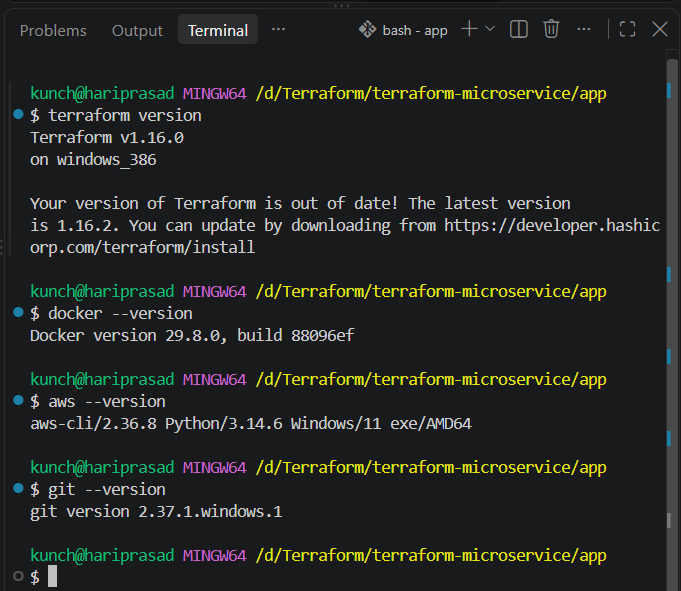 Problems Output Terminal ··· bash - app ···
kunch@hariprasad MINGW64 /d/Terraform/terraform-microservice/app
$ terraform version
Terraform v1.16.0
on windows_386
Your version of Terraform is out of date! The latest version
is 1.16.2. You can update by downloading from https://developer.hashic
orp.com/terraform/install
kunch@hariprasad MINGW64 /d/Terraform/terraform-microservice/app
$ docker --version
Docker version 29.8.0, build 88096ef
kunch@hariprasad MINGW64 /d/Terraform/terraform-microservice/app
$ aws --version
aws-cli/2.36.8 Python/3.14.6 Windows/11 exe/AMD64
kunch@hariprasad MINGW64 /d/Terraform/terraform-microservice/app
$ git --version
git version 2.37.1.windows.1
kunch@hariprasad MINGW64 /d/Terraform/terraform-microservice/app
$